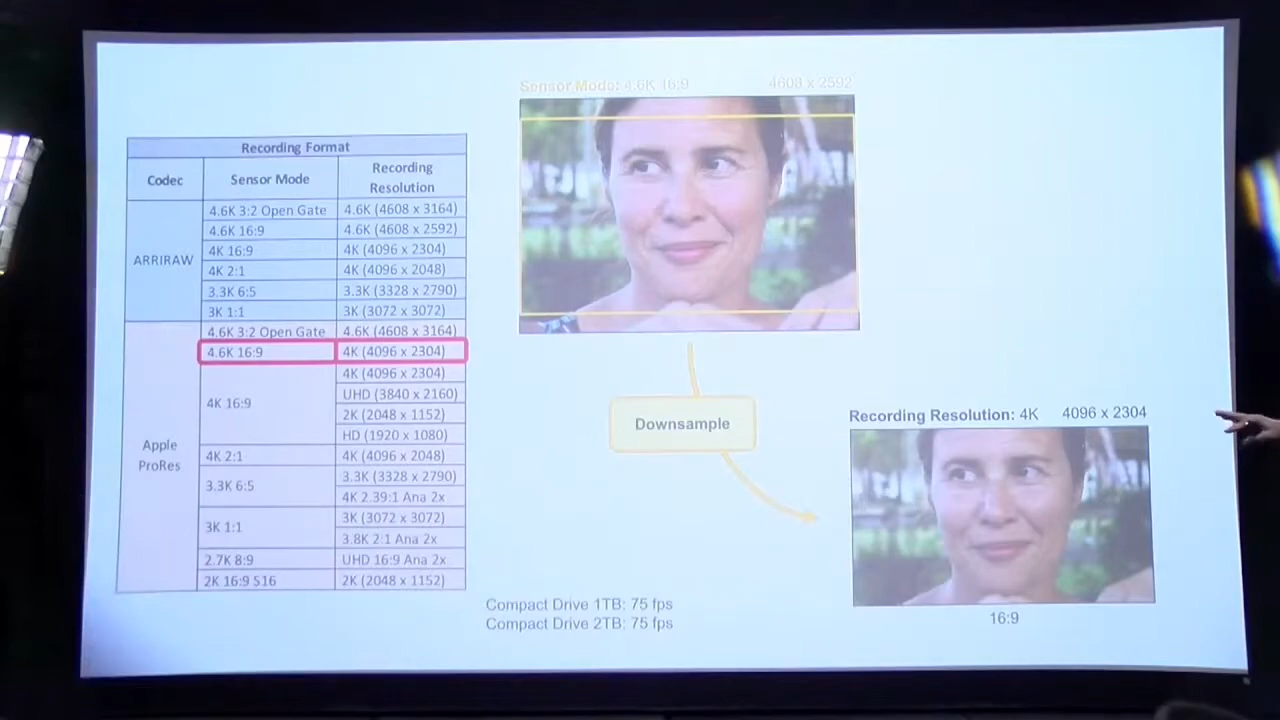 Sensor Mode: 4.6K 16:9 4608 x 2592
Recording Format
Codec Sensor Mode Recording Resolution
ARRIRAW
4.6K 3:2 Open Gate 4.6K (4608 x 3164)
4.6K 16:9 4.6K (4608 x 2592)
4K 16:9 4K (4096 x 2304)
4K 2:1 4K (4096 x 2048)
3.3K 6:5 3.3K (3328 x 2790)
3K 1:1 3K (3072 x 3072)
Apple ProRes
4.6K 3:2 Open Gate 4.6K (4608 x 3164)
4.6K 16:9 4K (4096 x 2304)
4K 16:9 4K (4096 x 2304)
UHD (3840 x 2160)
2K (2048 x 1152)
HD (1920 x 1080)
4K 2:1 4K (4096 x 2048)
3.3K 6:5 3.3K (3328 x 2790)
4K 2.39:1 Ana 2x
3K 1:1 3K (3072 x 3072)
3.8K 2:1 Ana 2x
2.7K 8:9 UHD 16:9 Ana 2x
2K 16:9 S16 2K (2048 x 1152)
Downsample
Recording Resolution: 4K 4096 x 2304
16:9
Compact Drive 1TB: 75 fps
Compact Drive 2TB: 75 fps